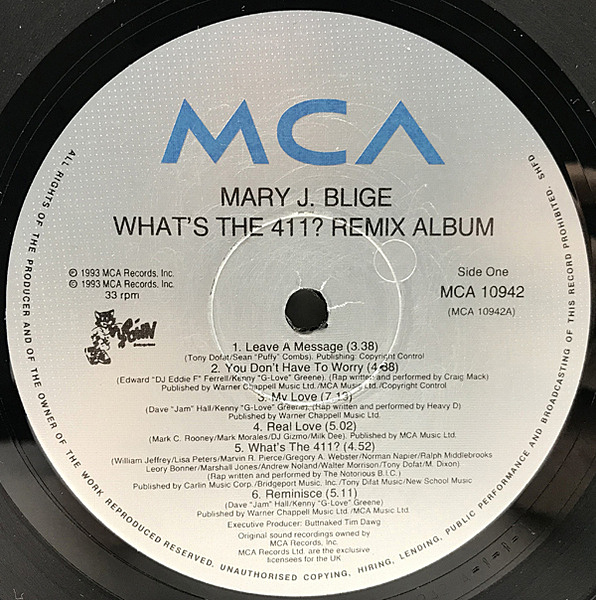 MCA
MARY J. BLIGE
WHAT'S THE 411? REMIX ALBUM
℗ 1993 MCA Records, Inc.
© 1993 MCA Records, Inc.
33 rpm
Side One
MCA 10942
(MCA 10942A)
1. Leave A Message (3.38)
(Tony Dofat/Sean "Puffy" Combs). Publishing: Copyright Control
2. You Don't Have To Worry (4.38)
(Edward "DJ Eddie F" Ferrell/Kenny "G-Love" Greene). (Rap written and performed by Craig Mack)
Published by Warner Chappell Music Ltd./MCA Music Ltd./Copyright Control
3. My Love (7.13)
(Dave "Jam" Hall/Kenny "G-Love" Greene). (Rap written and performed by Heavy D)
Published by Warner Chappell Music Ltd.
4. Real Love (5.02)
(Mark C. Rooney/Mark Morales/DJ Gizmo/Milk Dee). Published by MCA Music Ltd.
5. What's The 411? (4.52)
(William Jeffrey/Lisa Peters/Marvin R. Pierce/Gregory A. Webster/Norman Napier/Ralph Middlebrooks
Leory Bonner/Marshall Jones/Andrew Noland/Walter Morrison/Tony Dofat/M. Dixon)
(Rap written and performed by The Notorious B.I.C.)
Published by Carlin Music Corp./Bridgeport Music, Inc./Tony Difat Music/New School Music
6. Reminisce (5.11)
(Dave "Jam" Hall/Kenny "G-Love" Greene)
Published by Warner Chappell Music Ltd./MCA Music Ltd.
Executive Producer: Buttnaked Tim Dawg
Original sound recordings owned by
MCA Records, Inc.
MCA Records Ltd. are the exclusive
licensees for the UK
ALL RIGHTS OF THE PRODUCER AND OF THE OWNER OF THE WORK REPRODUCED RESERVED. UNAUTHORISED COPYING, HIRING, LENDING, PUBLIC PERFORMANCE AND BROADCASTING OF THIS RECORD PROHIBITED. SHFD